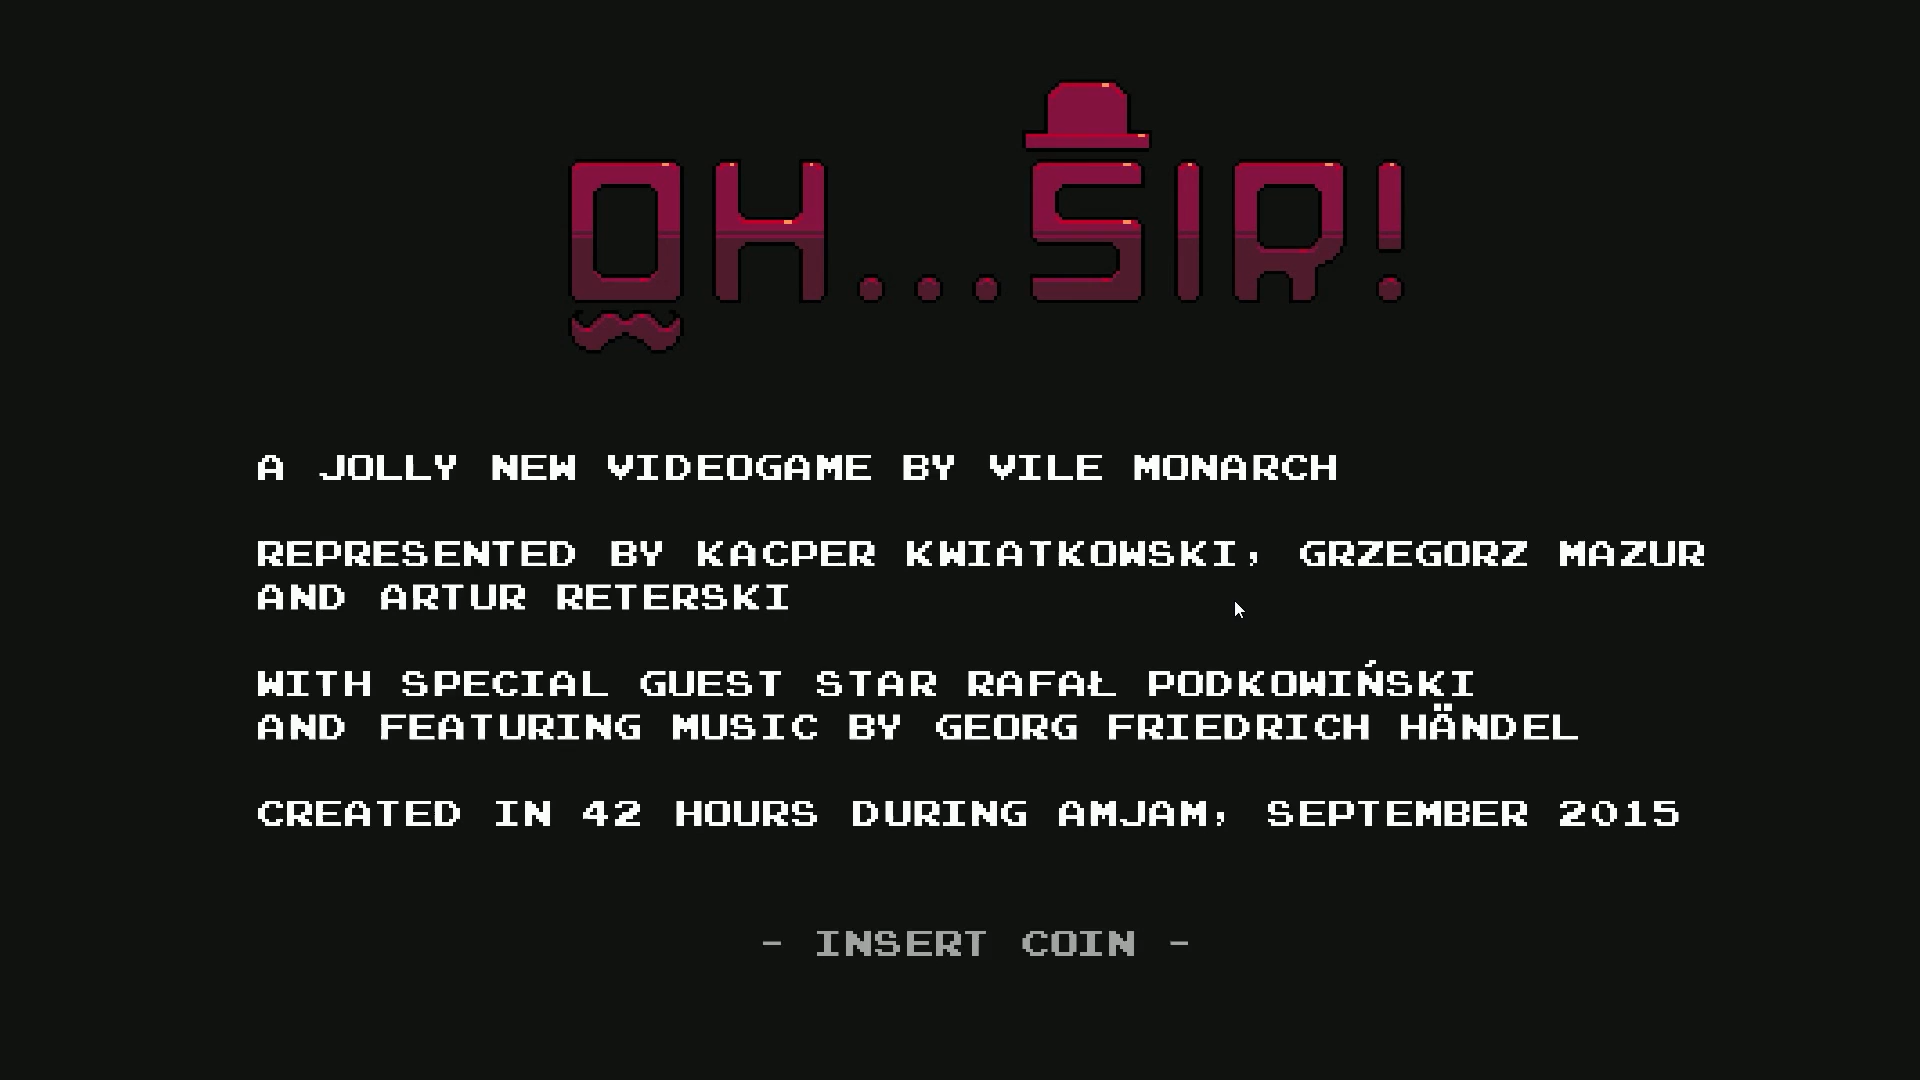 OH...SIR!
A JOLLY NEW VIDEOGAME BY VILE MONARCH
REPRESENTED BY KACPER KWIATKOWSKI, GRZEGORZ MAZUR
AND ARTUR RETERSKI
WITH SPECIAL GUEST STAR RAFAŁ PODKOWIŃSKI
AND FEATURING MUSIC BY GEORG FRIEDRICH HÄNDEL
CREATED IN 42 HOURS DURING AMJAM, SEPTEMBER 2015
- INSERT COIN -